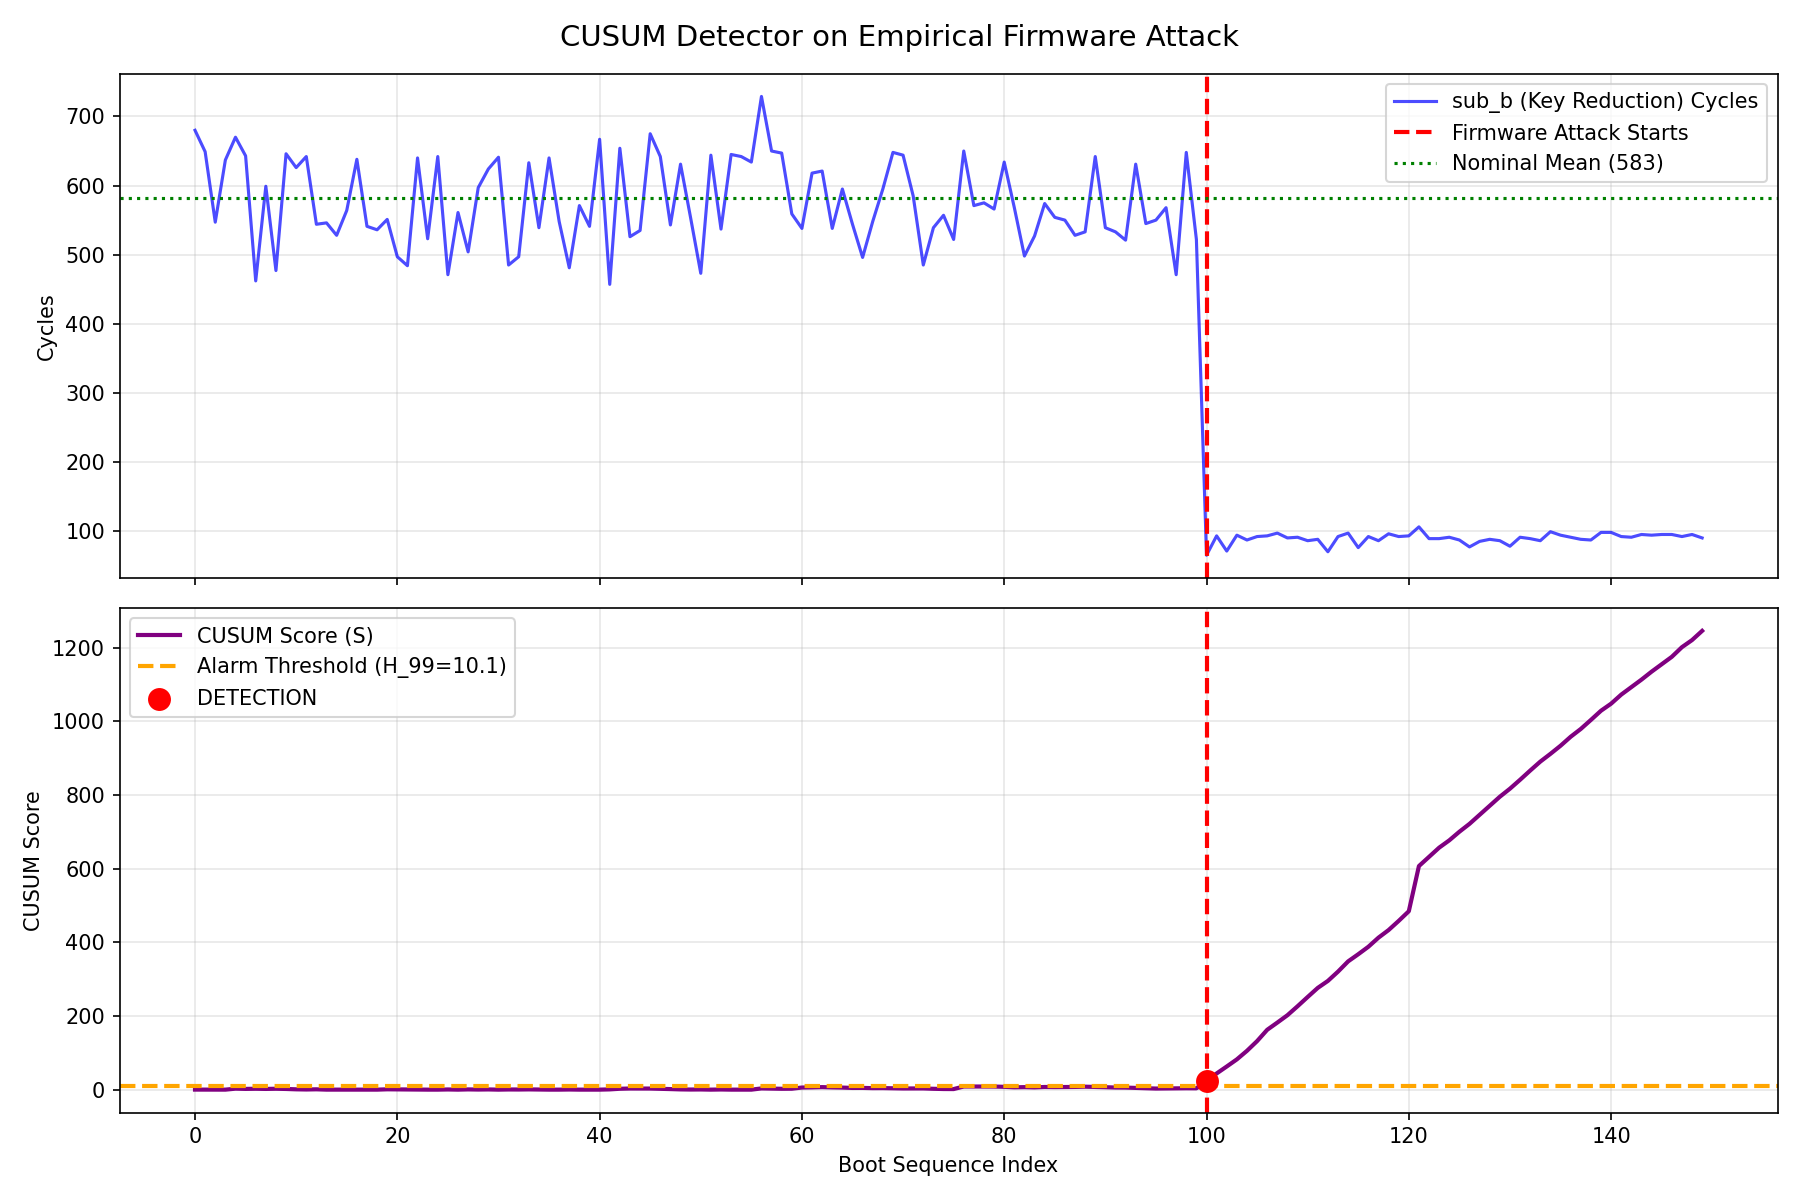 CUSUM Detector on Empirical Firmware Attack
700
600
500
400
300
200
100
Cycles
sub_b (Key Reduction) Cycles
Firmware Attack Starts
Nominal Mean (583)
1200
1000
800
600
400
200
0
CUSUM Score
CUSUM Score (S)
Alarm Threshold (H_99=10.1)
DETECTION
0 20 40 60 80 100 120 140
Boot Sequence Index